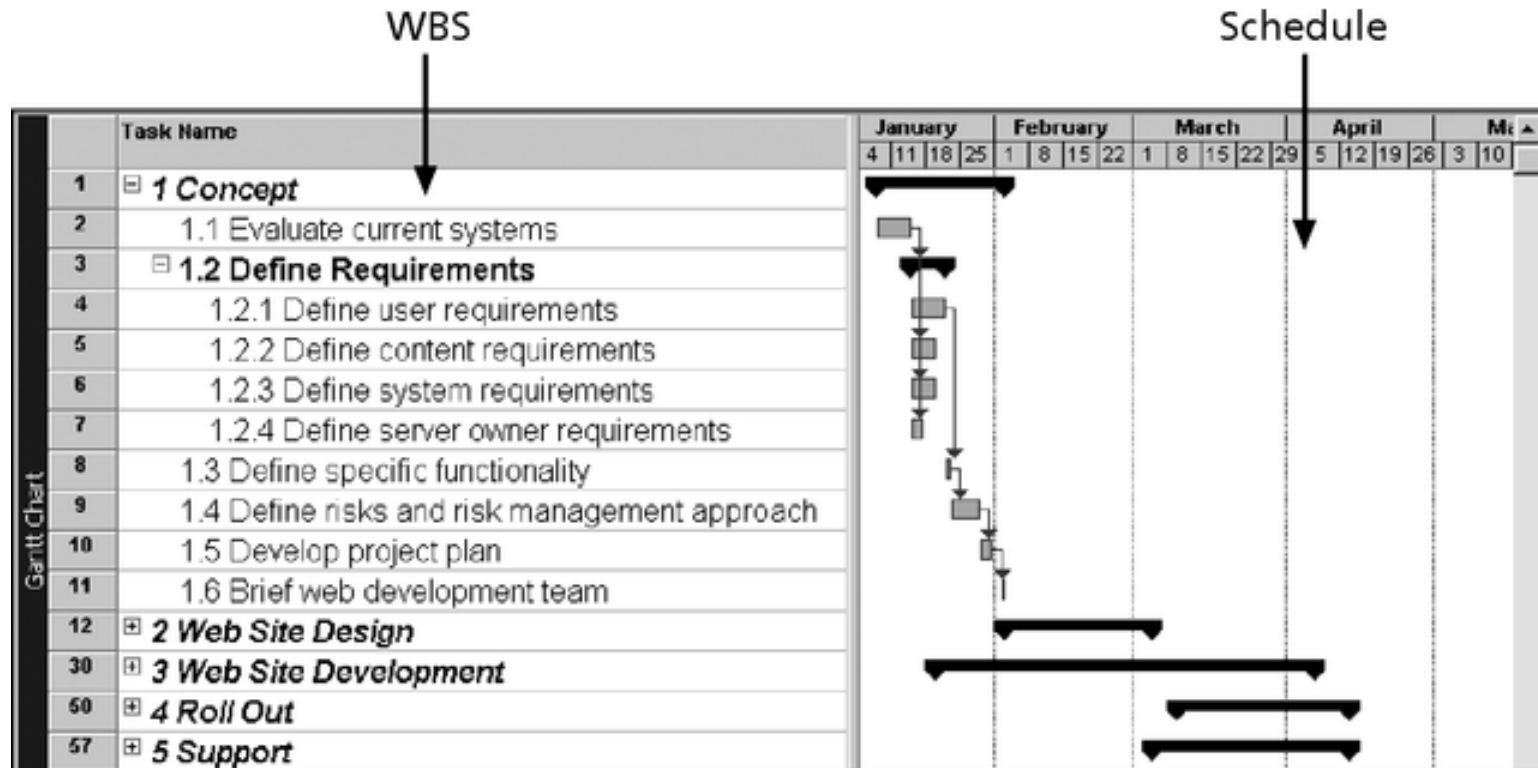 WBS Schedule
Task Name January February March April Ma
4 11 18 25 1 8 15 22 1 8 15 22 29 5 12 19 26 3 10
1 1 Concept
2 1.1 Evaluate current systems
3 1.2 Define Requirements
4 1.2.1 Define user requirements
5 1.2.2 Define content requirements
6 1.2.3 Define system requirements
7 1.2.4 Define server owner requirements
8 1.3 Define specific functionality
9 1.4 Define risks and risk management approach
10 1.5 Develop project plan
11 1.6 Brief web development team
12 2 Web Site Design
30 3 Web Site Development
50 4 Roll Out
57 5 Support
Gantt Chart